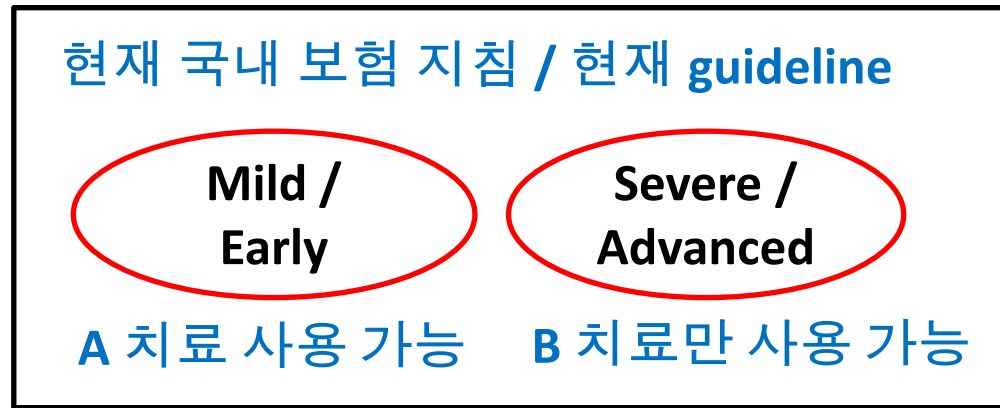 현재 국내 보험 지침 / 현재 guideline
Mild /
Early
Severe /
Advanced
A 치료 사용 가능
B 치료만 사용 가능